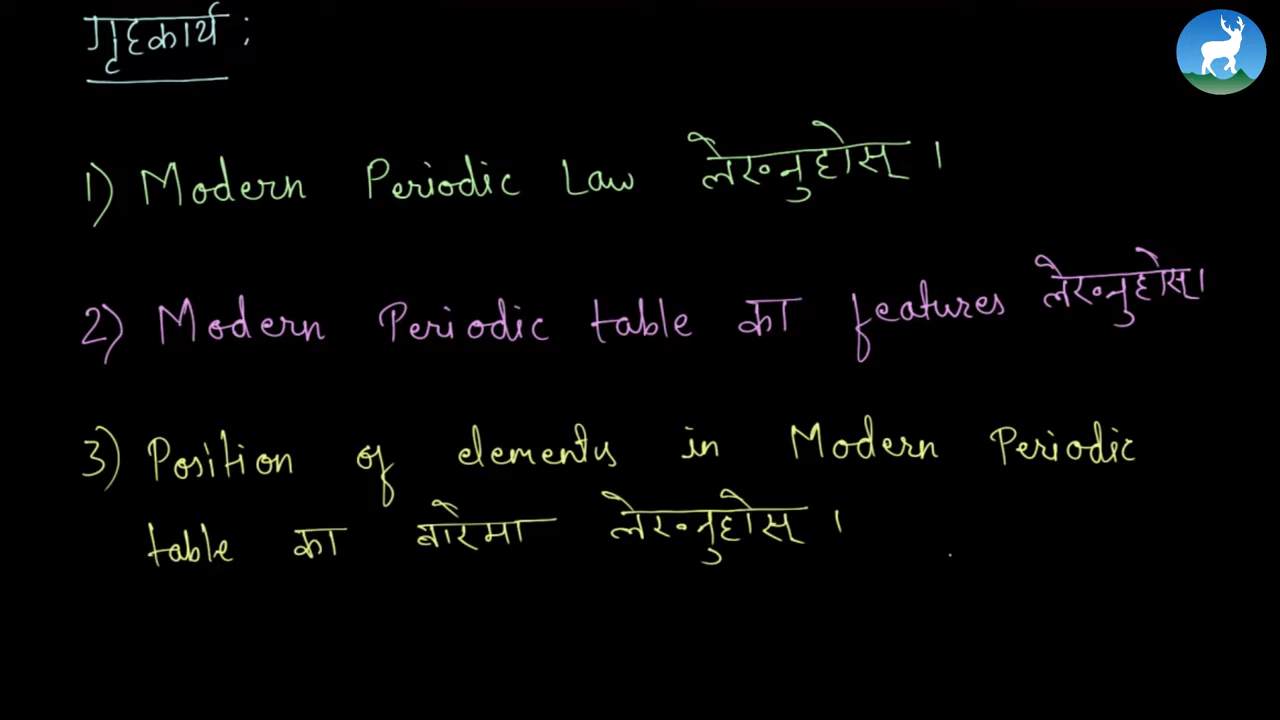 गृहकार्य :
1) Modern Periodic Law लेख्नुहोस् ।
2) Modern Periodic table का features लेख्नुहोस् ।
3) Position of elements in Modern Periodic
table का बारेमा लेख्नुहोस् ।